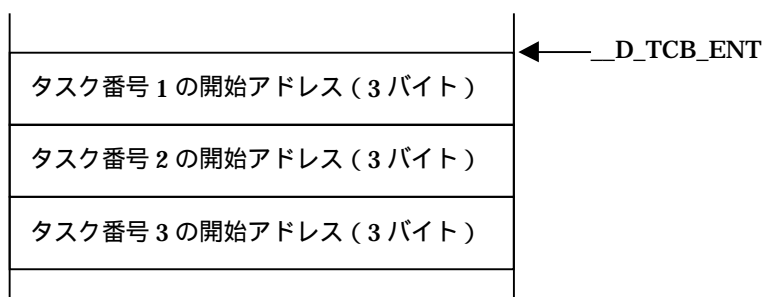 __D_TCB_ENT
タスク番号 1 の開始アドレス ( 3 バイト )
タスク番号 2 の開始アドレス ( 3 バイト )
タスク番号 3 の開始アドレス ( 3 バイト )